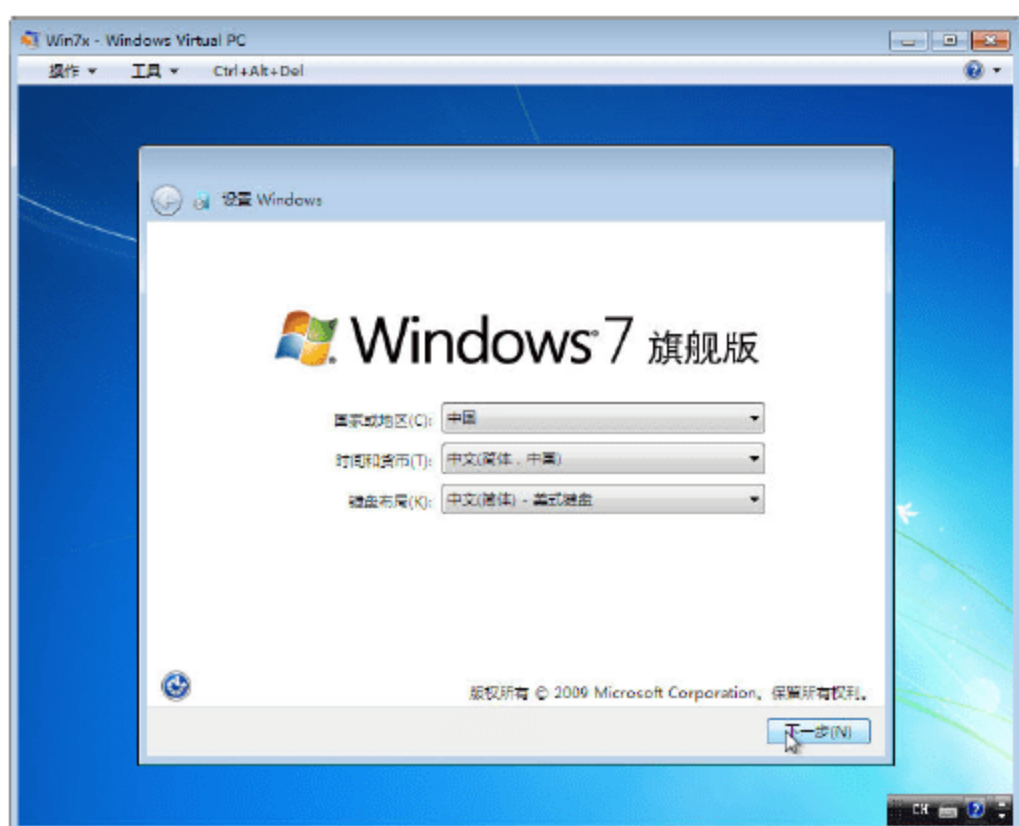 Win7x - Windows Virtual PC
操作 工具 Ctrl+Alt+Del
设置 Windows
Windows 7 旗舰版
国家或地区(C): 中国
时间和货币(T): 中文(简体，中国)
键盘布局(K): 中文(简体) - 美式键盘
版权所有 © 2009 Microsoft Corporation。保留所有权利。
下一步(N)
CH